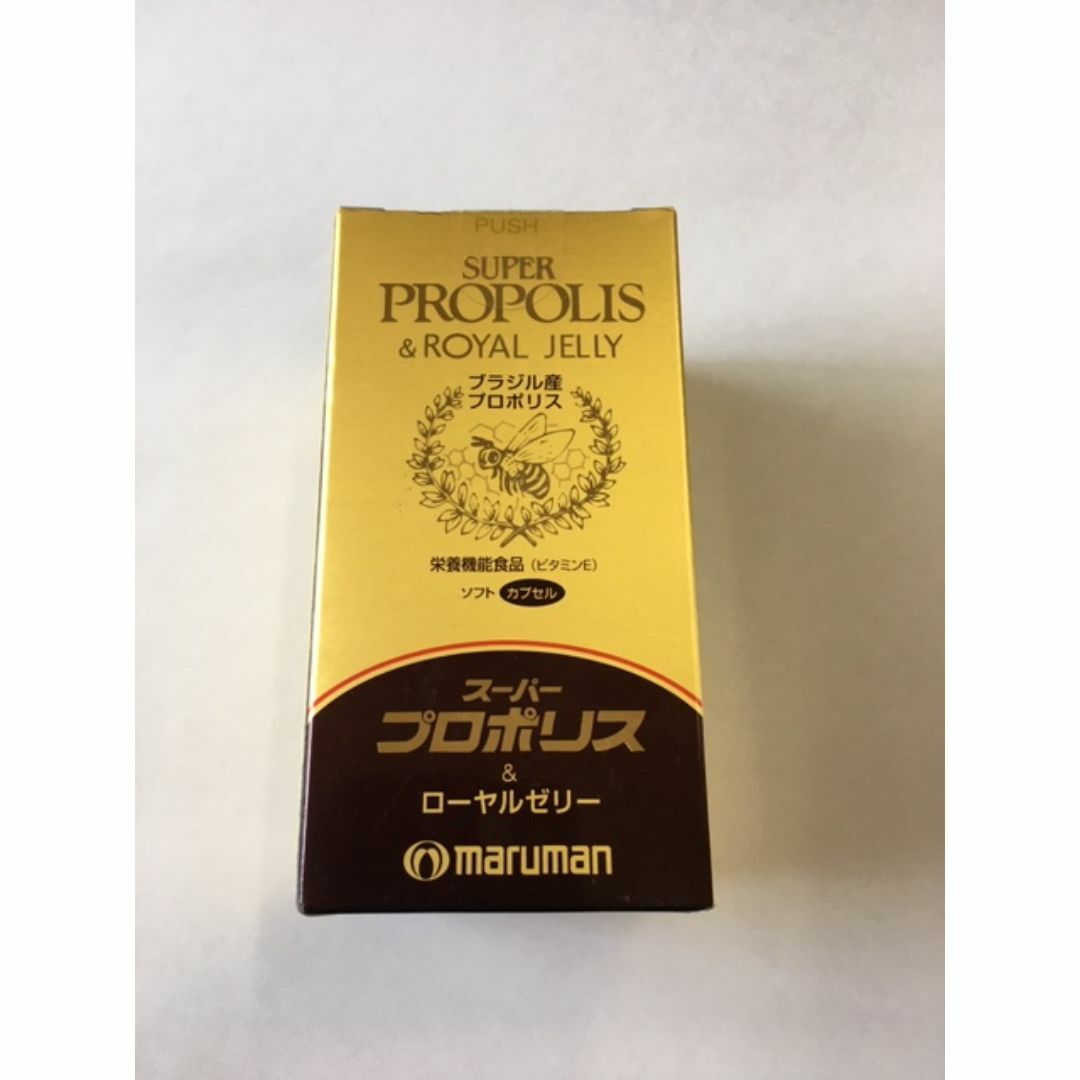 PUSH
SUPER
PROPOLIS
& ROYAL JELLY
ブラジル産
プロポリス
栄養機能食品（ビタミンE）
ソフト カプセル
スーパー
プロポリス
&
ローヤルゼリー
maruman